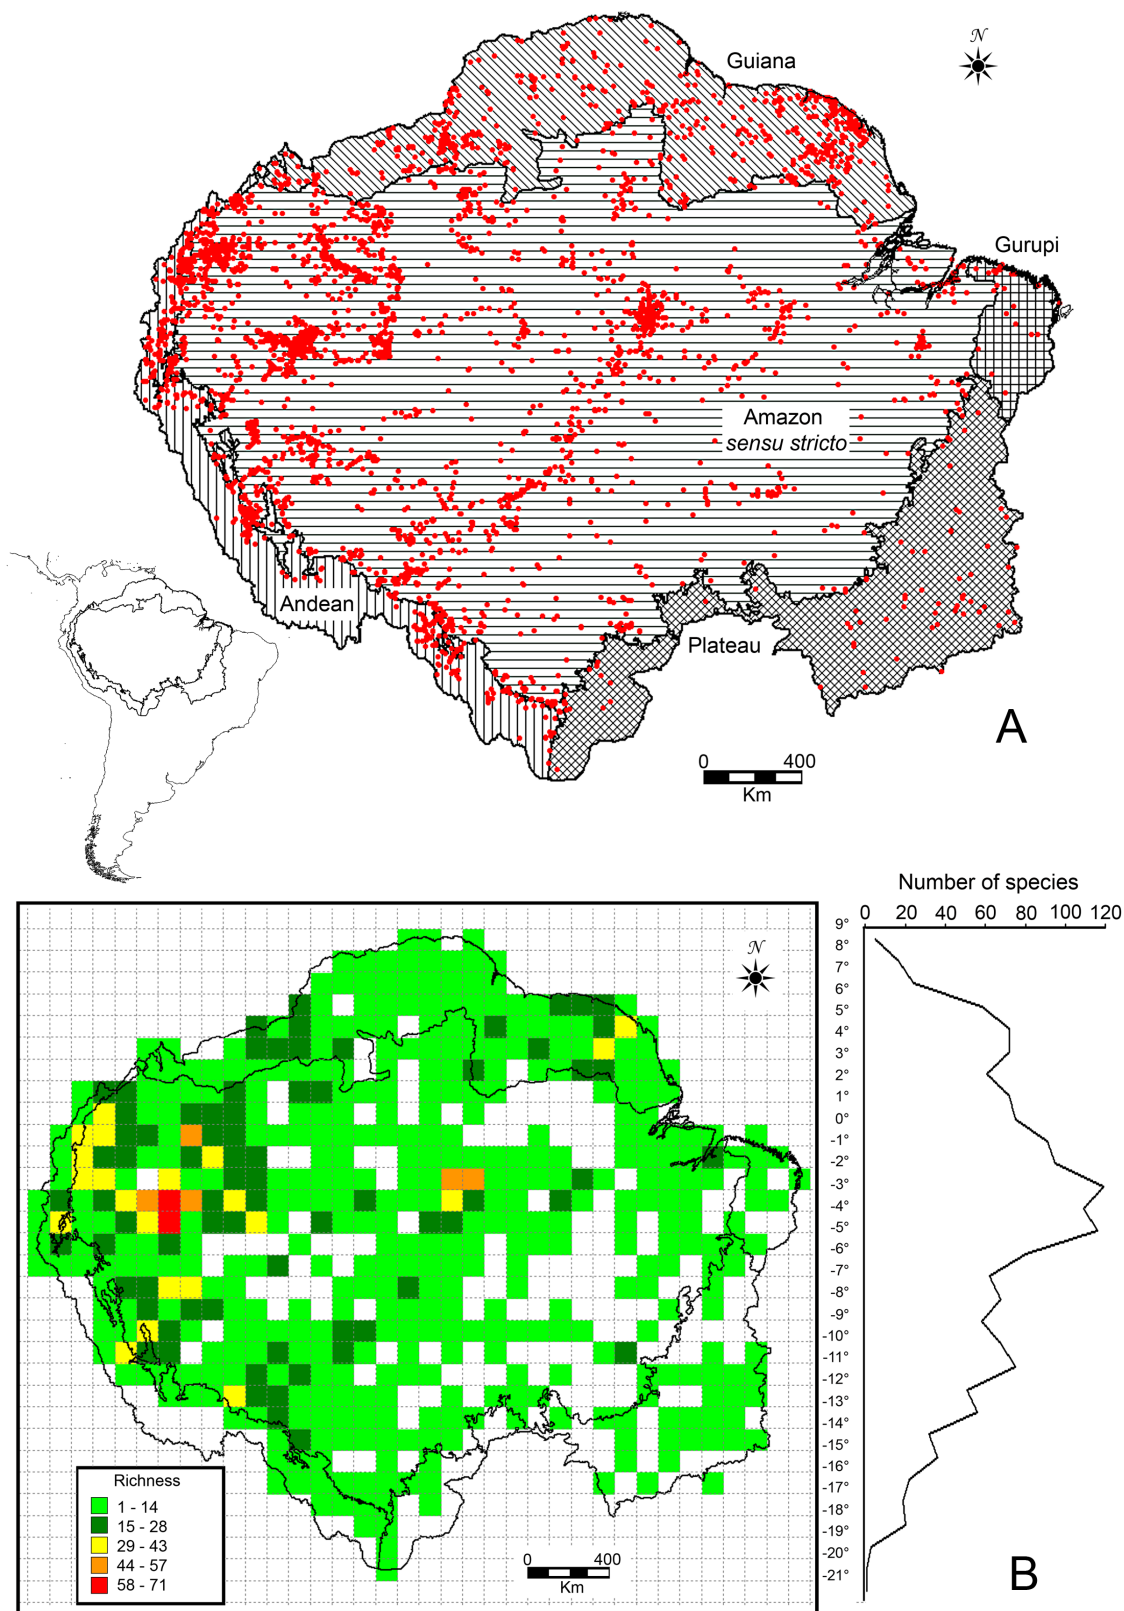 N
Guiana
Gurupi
Amazon
sensu stricto
Andean
Plateau
A
0 400
Km
Number of species
0 20 40 60 80 100 120
N
9°
8°
7°
6°
5°
4°
3°
2°
1°
0°
-1°
-2°
-3°
-4°
-5°
-6°
-7°
-8°
-9°
-10°
-11°
-12°
-13°
-14°
-15°
-16°
-17°
-18°
-19°
-20°
-21°
Richness
1 - 14
15 - 28
29 - 43
44 - 57
58 - 71
0 400
Km
B